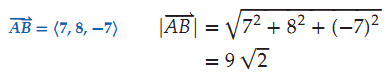 AB = ⟨7, 8, −7⟩ |AB| = √7² + 8² + (−7)²
= 9 √2